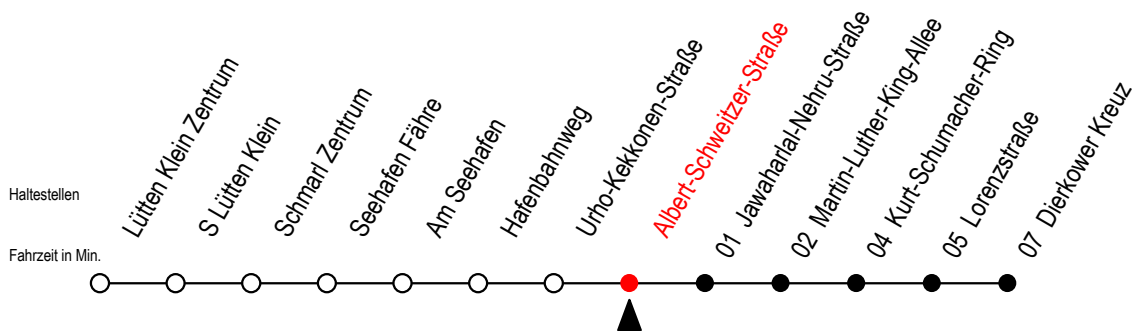 Haltestellen
Fahrzeit in Min.
Lütten Klein Zentrum
S Lütten Klein
Schmarl Zentrum
Seehafen Fähre
Am Seehafen
Hafenbahnweg
Urho-Kekkonen-Straße
Albert-Schweitzer-Straße
01 Jawaharlal-Nehru-Straße
02 Martin-Luther-King-Allee
04 Kurt-Schumacher-Ring
05 Lorenzstraße
07 Dierkower Kreuz